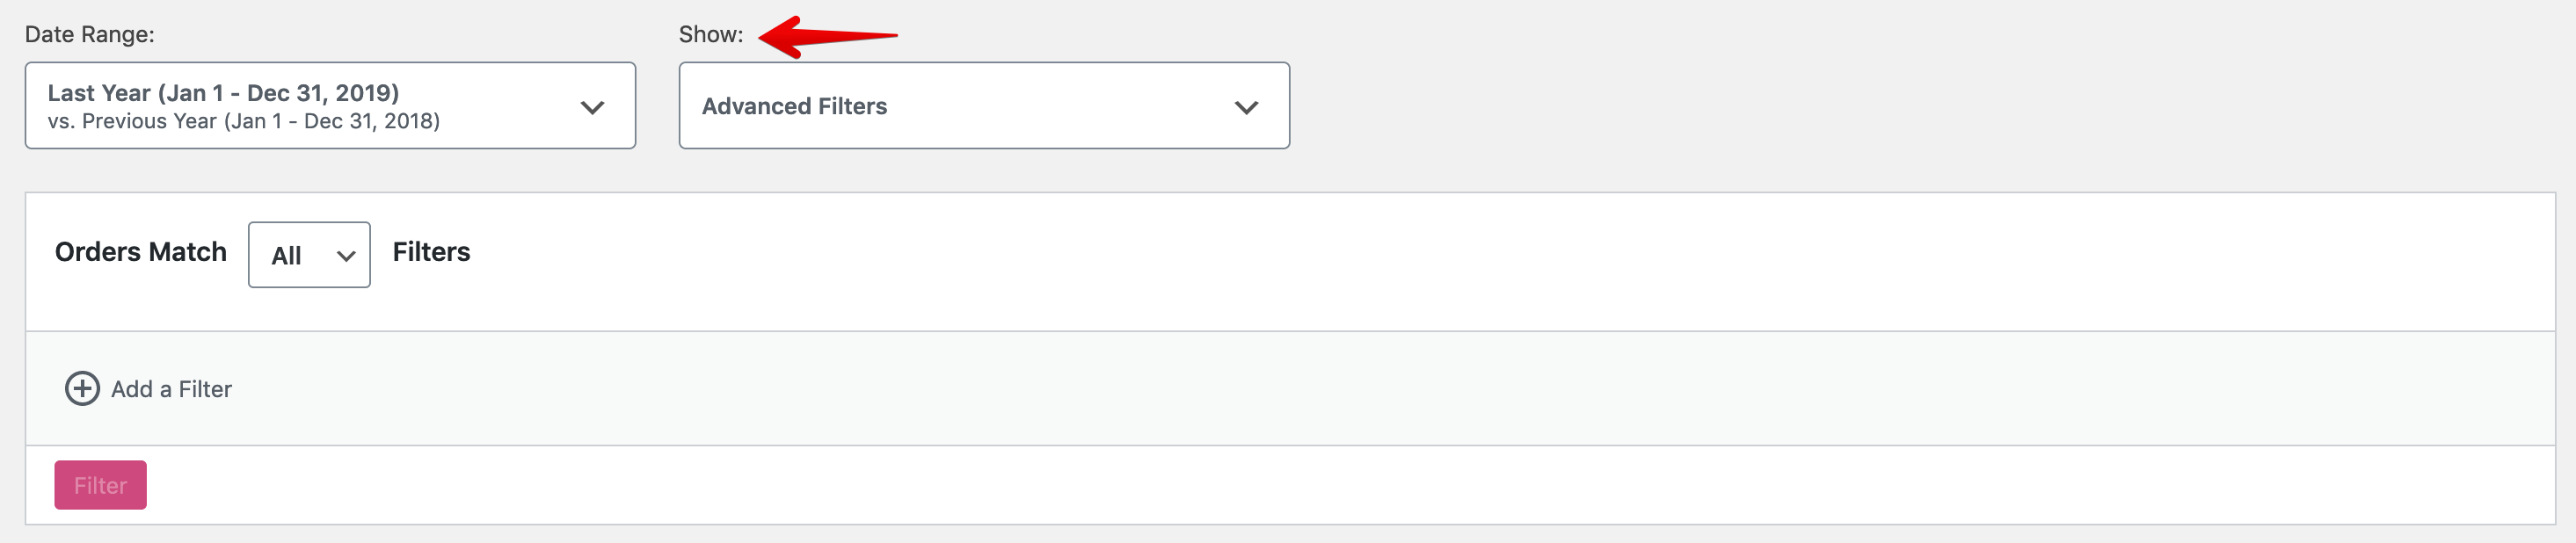 Date Range:
Show:
Last Year (Jan 1 - Dec 31, 2019)
vs. Previous Year (Jan 1 - Dec 31, 2018)
Advanced Filters
Orders Match All Filters
Add a Filter
Filter